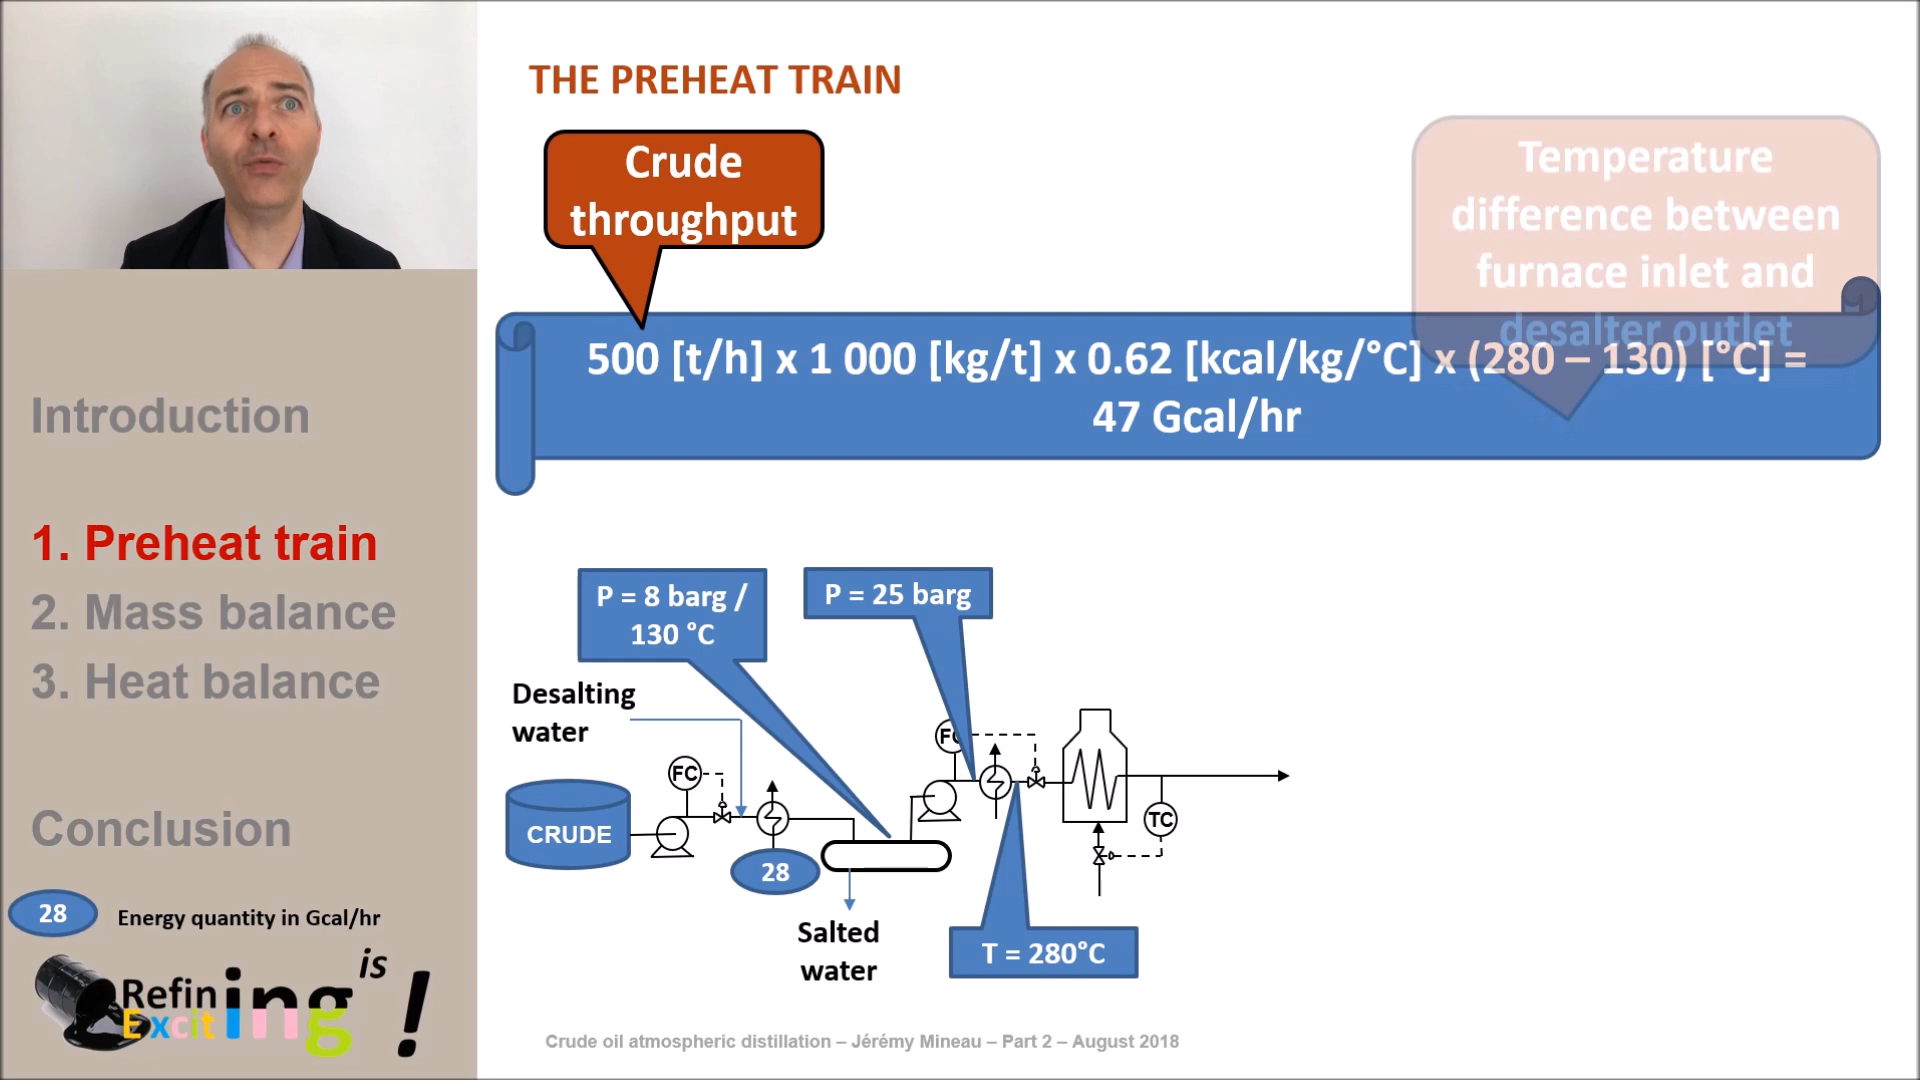 THE PREHEAT TRAIN
Crude
throughput
Temperature
difference between
furnace inlet and
desalter outlet
500 [t/h] x 1 000 [kg/t] x 0.62 [kcal/kg/°C] x (280 – 130) [°C] =
47 Gcal/hr
Introduction
1. Preheat train
2. Mass balance
3. Heat balance
Conclusion
28 Energy quantity in Gcal/hr
Refining is
Exciting !
P = 8 barg /
130 °C
P = 25 barg
Desalting
water
FC
FC
CRUDE
TC
28
Salted
water
T = 280°C
Crude oil atmospheric distillation – Jérémy Mineau – Part 2 – August 2018